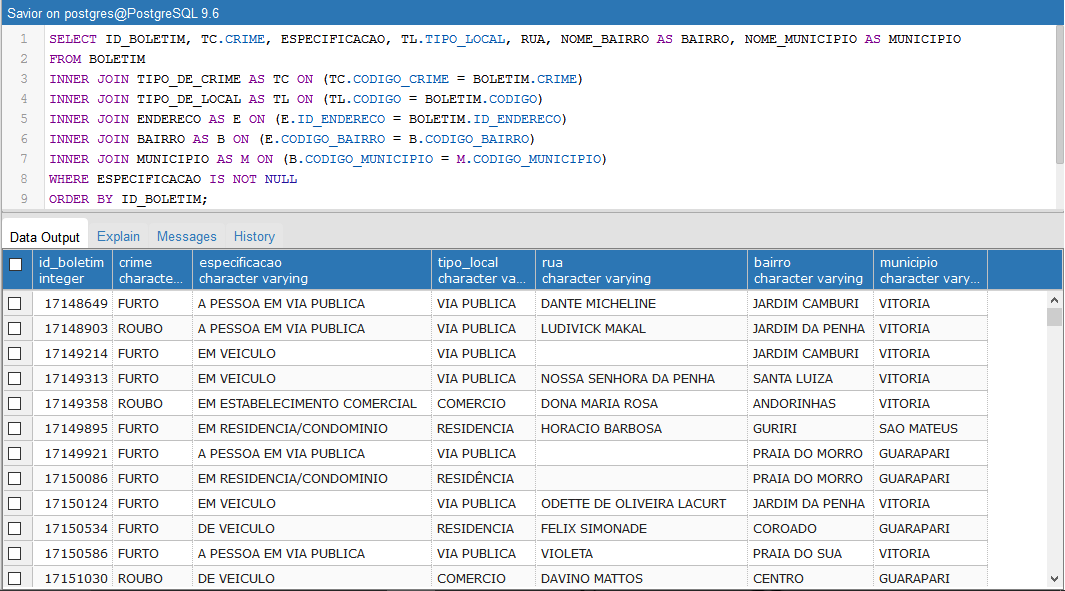 Savior on postgres@PostgreSQL 9.6
1 SELECT ID_BOLETIM, TC.CRIME, ESPECIFICACAO, TL.TIPO_LOCAL, RUA, NOME_BAIRRO AS BAIRRO, NOME_MUNICIPIO AS MUNICIPIO
2 FROM BOLETIM
3 INNER JOIN TIPO_DE_CRIME AS TC ON (TC.CODIGO_CRIME = BOLETIM.CRIME)
4 INNER JOIN TIPO_DE_LOCAL AS TL ON (TL.CODIGO = BOLETIM.CODIGO)
5 INNER JOIN ENDERECO AS E ON (E.ID_ENDERECO = BOLETIM.ID_ENDERECO)
6 INNER JOIN BAIRRO AS B ON (E.CODIGO_BAIRRO = B.CODIGO_BAIRRO)
7 INNER JOIN MUNICIPIO AS M ON (B.CODIGO_MUNICIPIO = M.CODIGO_MUNICIPIO)
8 WHERE ESPECIFICACAO IS NOT NULL
9 ORDER BY ID_BOLETIM;
Data Output Explain Messages History
id_boletim crime especificacao tipo_local rua bairro municipio
integer characte... character varying character va... character varying character varying character vary...
17148649 FURTO A PESSOA EM VIA PUBLICA VIA PUBLICA DANTE MICHELINE JARDIM CAMBURI VITORIA
17148903 ROUBO A PESSOA EM VIA PUBLICA VIA PUBLICA LUDIVICK MAKAL JARDIM DA PENHA VITORIA
17149214 FURTO EM VEICULO VIA PUBLICA JARDIM CAMBURI VITORIA
17149313 FURTO EM VEICULO VIA PUBLICA NOSSA SENHORA DA PENHA SANTA LUIZA VITORIA
17149358 ROUBO EM ESTABELECIMENTO COMERCIAL COMERCIO DONA MARIA ROSA ANDORINHAS VITORIA
17149895 FURTO EM RESIDENCIA/CONDOMINIO RESIDENCIA HORACIO BARBOSA GURIRI SAO MATEUS
17149921 FURTO A PESSOA EM VIA PUBLICA VIA PUBLICA PRAIA DO MORRO GUARAPARI
17150086 FURTO EM RESIDENCIA/CONDOMINIO RESIDÊNCIA PRAIA DO MORRO GUARAPARI
17150124 FURTO EM VEICULO VIA PUBLICA ODETTE DE OLIVEIRA LACURT JARDIM DA PENHA VITORIA
17150534 FURTO DE VEICULO RESIDENCIA FELIX SIMONADE COROADO GUARAPARI
17150586 FURTO A PESSOA EM VIA PUBLICA VIA PUBLICA VIOLETA PRAIA DO SUA VITORIA
17151030 ROUBO DE VEICULO COMERCIO DAVINO MATTOS CENTRO GUARAPARI